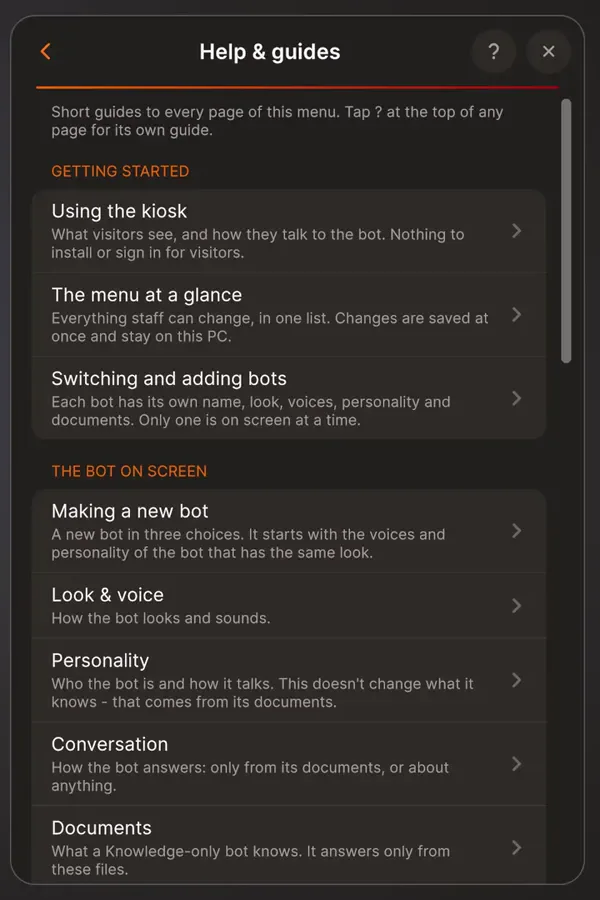 Help & guides
?
Short guides to every page of this menu. Tap ? at the top of any
page for its own guide.
GETTING STARTED
Using the kiosk
What visitors see, and how they talk to the bot. Nothing to
install or sign in for visitors.
The menu at a glance
Everything staff can change, in one list. Changes are saved at
once and stay on this PC.
Switching and adding bots
Each bot has its own name, look, voices, personality and
documents. Only one is on screen at a time.
THE BOT ON SCREEN
Making a new bot
A new bot in three choices. It starts with the voices and
personality of the bot that has the same look.
Look & voice
How the bot looks and sounds.
Personality
Who the bot is and how it talks. This doesn't change what it
knows - that comes from its documents.
Conversation
How the bot answers: only from its documents, or about
anything.
Documents
What a Knowledge-only bot knows. It answers only from
these files.